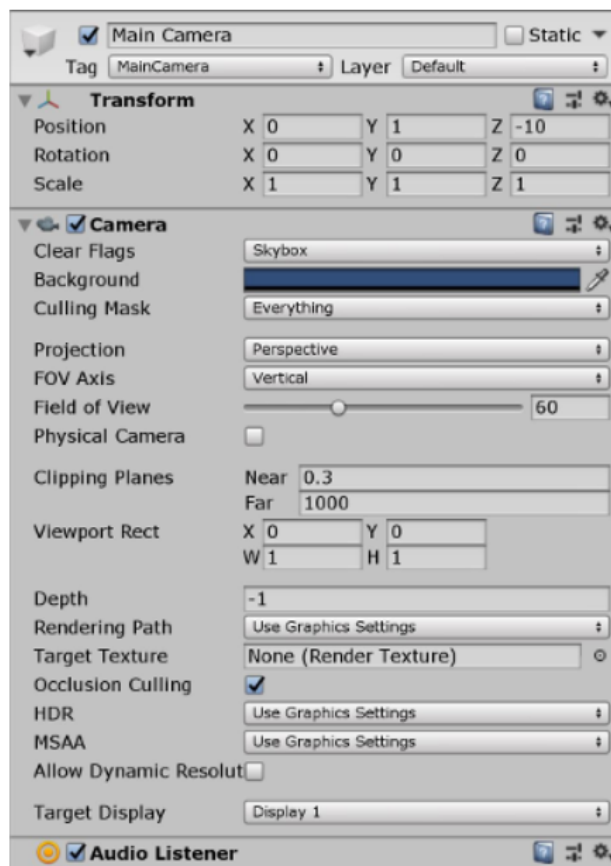 Main Camera Static
Tag MainCamera Layer Default
Transform
Position X 0 Y 1 Z -10
Rotation X 0 Y 0 Z 0
Scale X 1 Y 1 Z 1
Camera
Clear Flags Skybox
Background
Culling Mask Everything
Projection Perspective
FOV Axis Vertical
Field of View 60
Physical Camera
Clipping Planes Near 0.3
Far 1000
Viewport Rect X 0 Y 0
W 1 H 1
Depth -1
Rendering Path Use Graphics Settings
Target Texture None (Render Texture)
Occlusion Culling
HDR Use Graphics Settings
MSAA Use Graphics Settings
Allow Dynamic Resolut
Target Display Display 1
Audio Listener